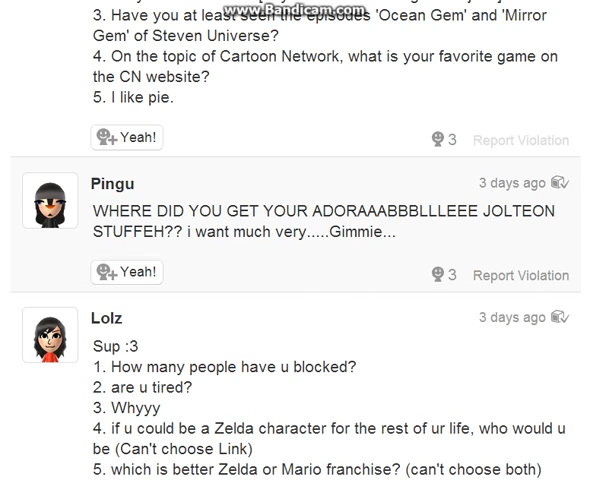 www.Bandicam.com
3. Have you at least seen the episodes 'Ocean Gem' and 'Mirror
Gem' of Steven Universe?
4. On the topic of Cartoon Network, what is your favorite game on
the CN website?
5. I like pie.
Yeah! 3 Report Violation
Pingu 3 days ago
WHERE DID YOU GET YOUR ADORAAABBBLLLEEE JOLTEON
STUFFEH?? i want much very.....Gimmie...
Yeah! 3 Report Violation
Lolz 3 days ago
Sup :3
1. How many people have u blocked?
2. are u tired?
3. Whyyy
4. if u could be a Zelda character for the rest of ur life, who would u
be (Can't choose Link)
5. which is better Zelda or Mario franchise? (can't choose both)